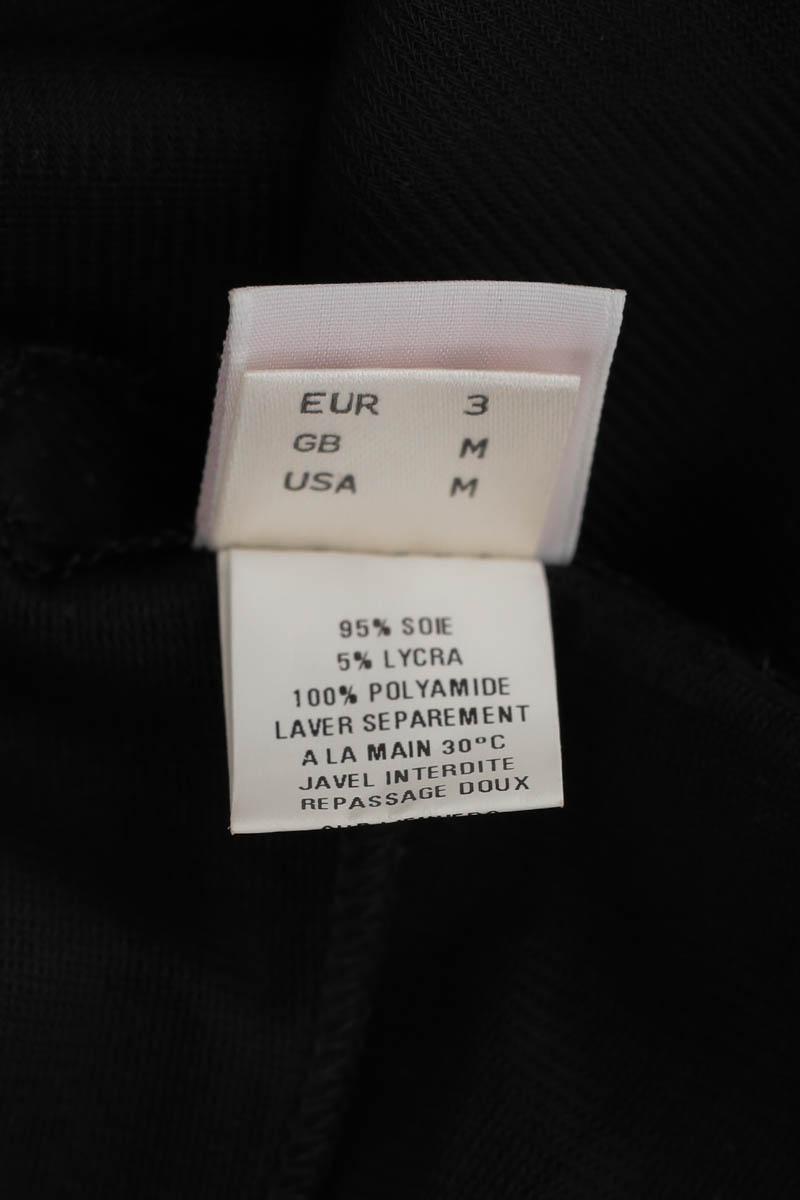 EUR 3
GB M
USA M
95% SOIE
5% LYCRA
100% POLYAMIDE
LAVER SEPAREMENT
A LA MAIN 30°C
JAVEL INTERDITE
REPASSAGE DOUX